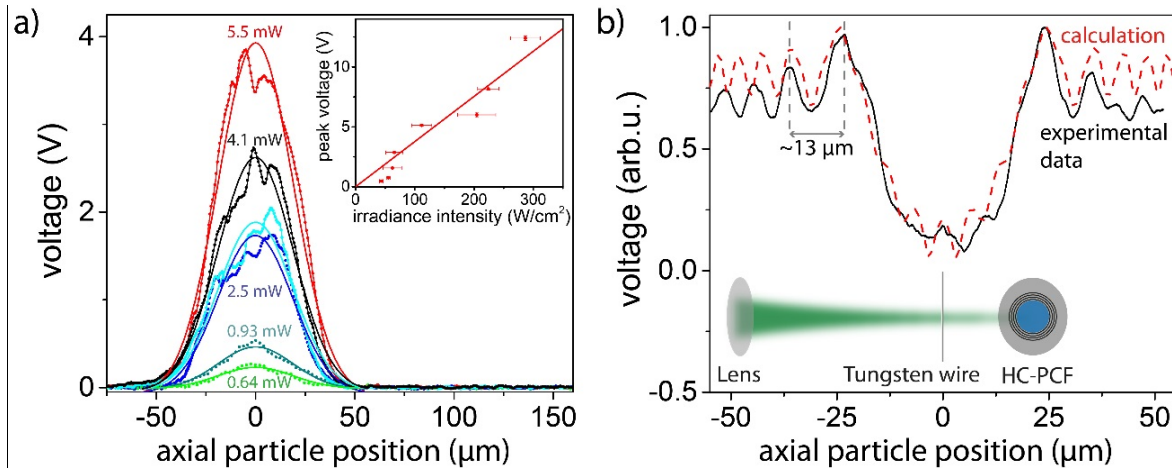 a)
voltage (V)
4
2
0
5.5 mW
4.1 mW
2.5 mW
0.93 mW
0.64 mW
-50
0
50
100
150
axial particle position (µm)
peak voltage (V)
10
5
0
0
100
200
300
irradiance intensity (W/cm²)
b)
voltage (arb.u.)
1.0
0.5
0.0
-0.5
calculation
experimental
data
~13 µm
Lens
Tungsten wire
HC-PCF
-50
-25
0
25
50
axial particle position (µm)